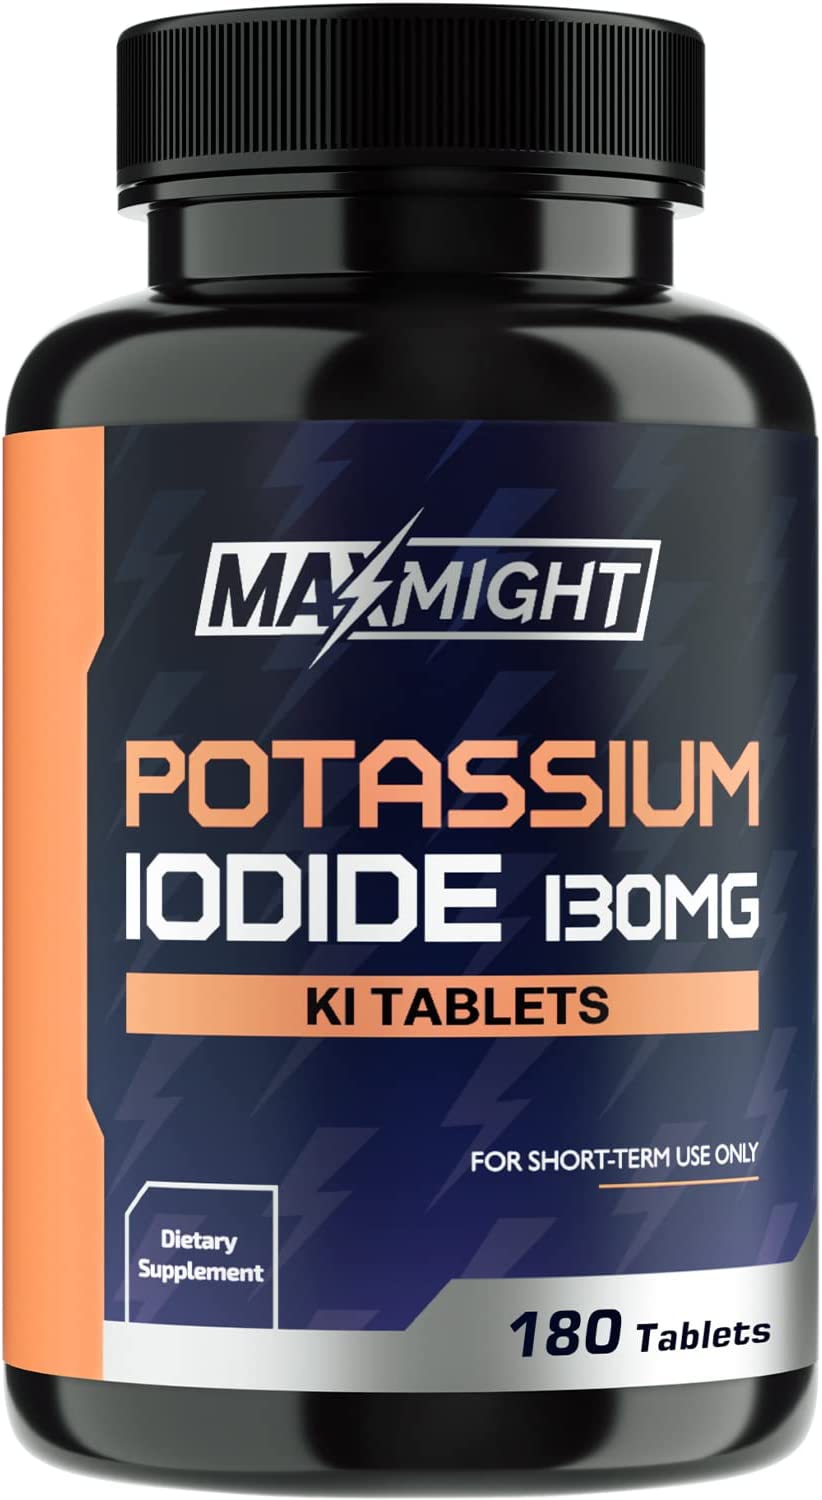 MAXMIGHT
POTASSIUM
IODIDE 130MG
KI TABLETS
FOR SHORT-TERM USE ONLY
Dietary
Supplement
180 Tablets